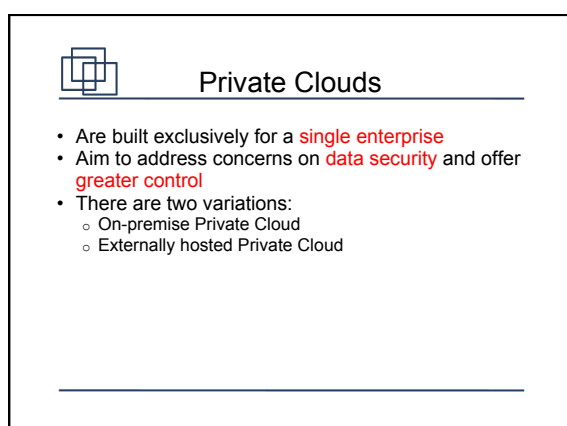 Private Clouds
• Are built exclusively for a single enterprise
• Aim to address concerns on data security and offer
greater control
• There are two variations:
○ On-premise Private Cloud
○ Externally hosted Private Cloud